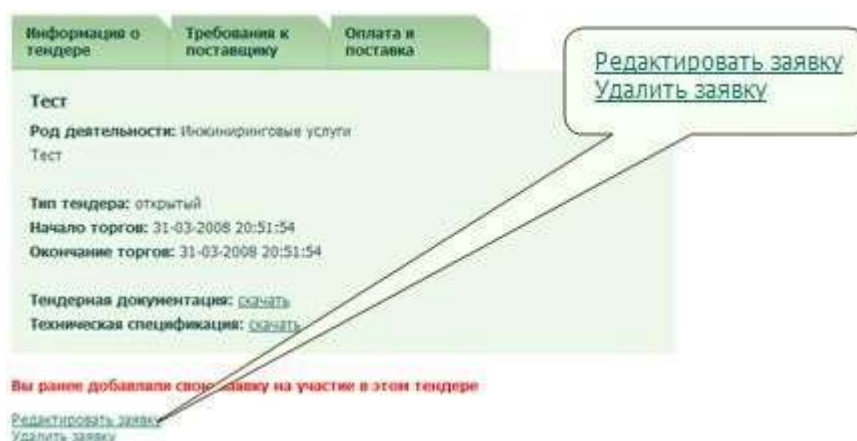 Информация о тендере
Требования к поставщику
Оплата и поставка
Редактировать заявку
Удалить заявку
Тест
Род деятельности: Инжиниринговые услуги
Тест
Тип тендера: открытый
Начало торгов: 31-03-2008 20:51:54
Окончание торгов: 31-03-2008 20:51:54
Тендерная документация: скачать
Техническая спецификация: скачать
Вы ранее добавляли свою заявку на участие в этом тендере
Редактировать заявку
Удалить заявку